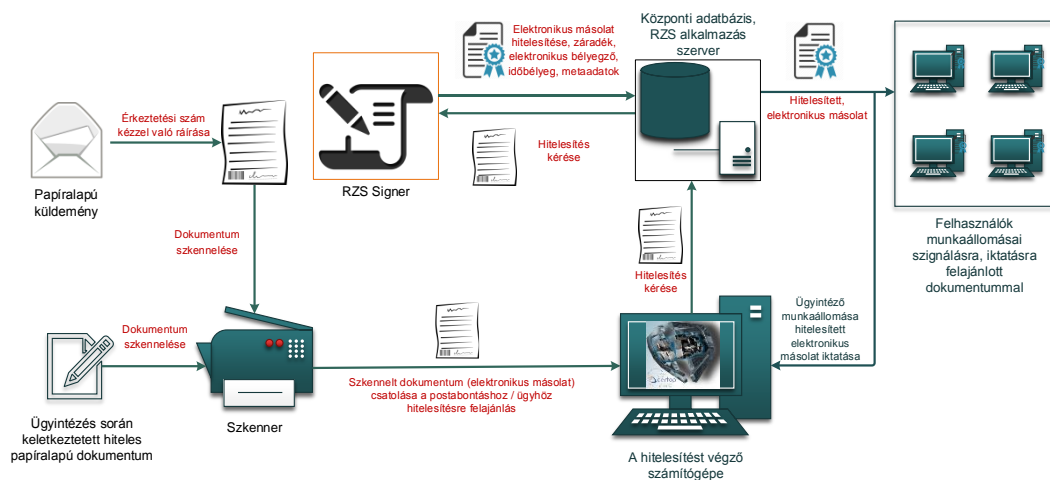 Elektronikus másolat
hitelesítése, záradék,
elektronikus bélyegző,
időbélyeg, metaadatok
Központi adatbázis,
RZS alkalmazás
szerver
Érkeztetési szám
kézzel való ráírása
Hitelesített,
elektronikus másolat
Hitelesítés
kérése
Papíralapú
küldemény
RZS Signer
Felhasználók
munkaállomásai
szignálásra, iktatásra
felajánlott
dokumentummal
Dokumentum
szkennelése
Hitelesítés
kérése
Ügyintéző
munkaállomása
hitelesített
elektronikus
másolat iktatása
Dokumentum
szkennelése
Szkennelt dokumentum (elektronikus másolat)
csatolása a postabontáshoz / ügyhöz
hitelesítésre felajánlás
Ügyintézés során
keletkeztetett hiteles
papíralapú dokumentum
Szkenner
A hitelesítést végző
számítógépe